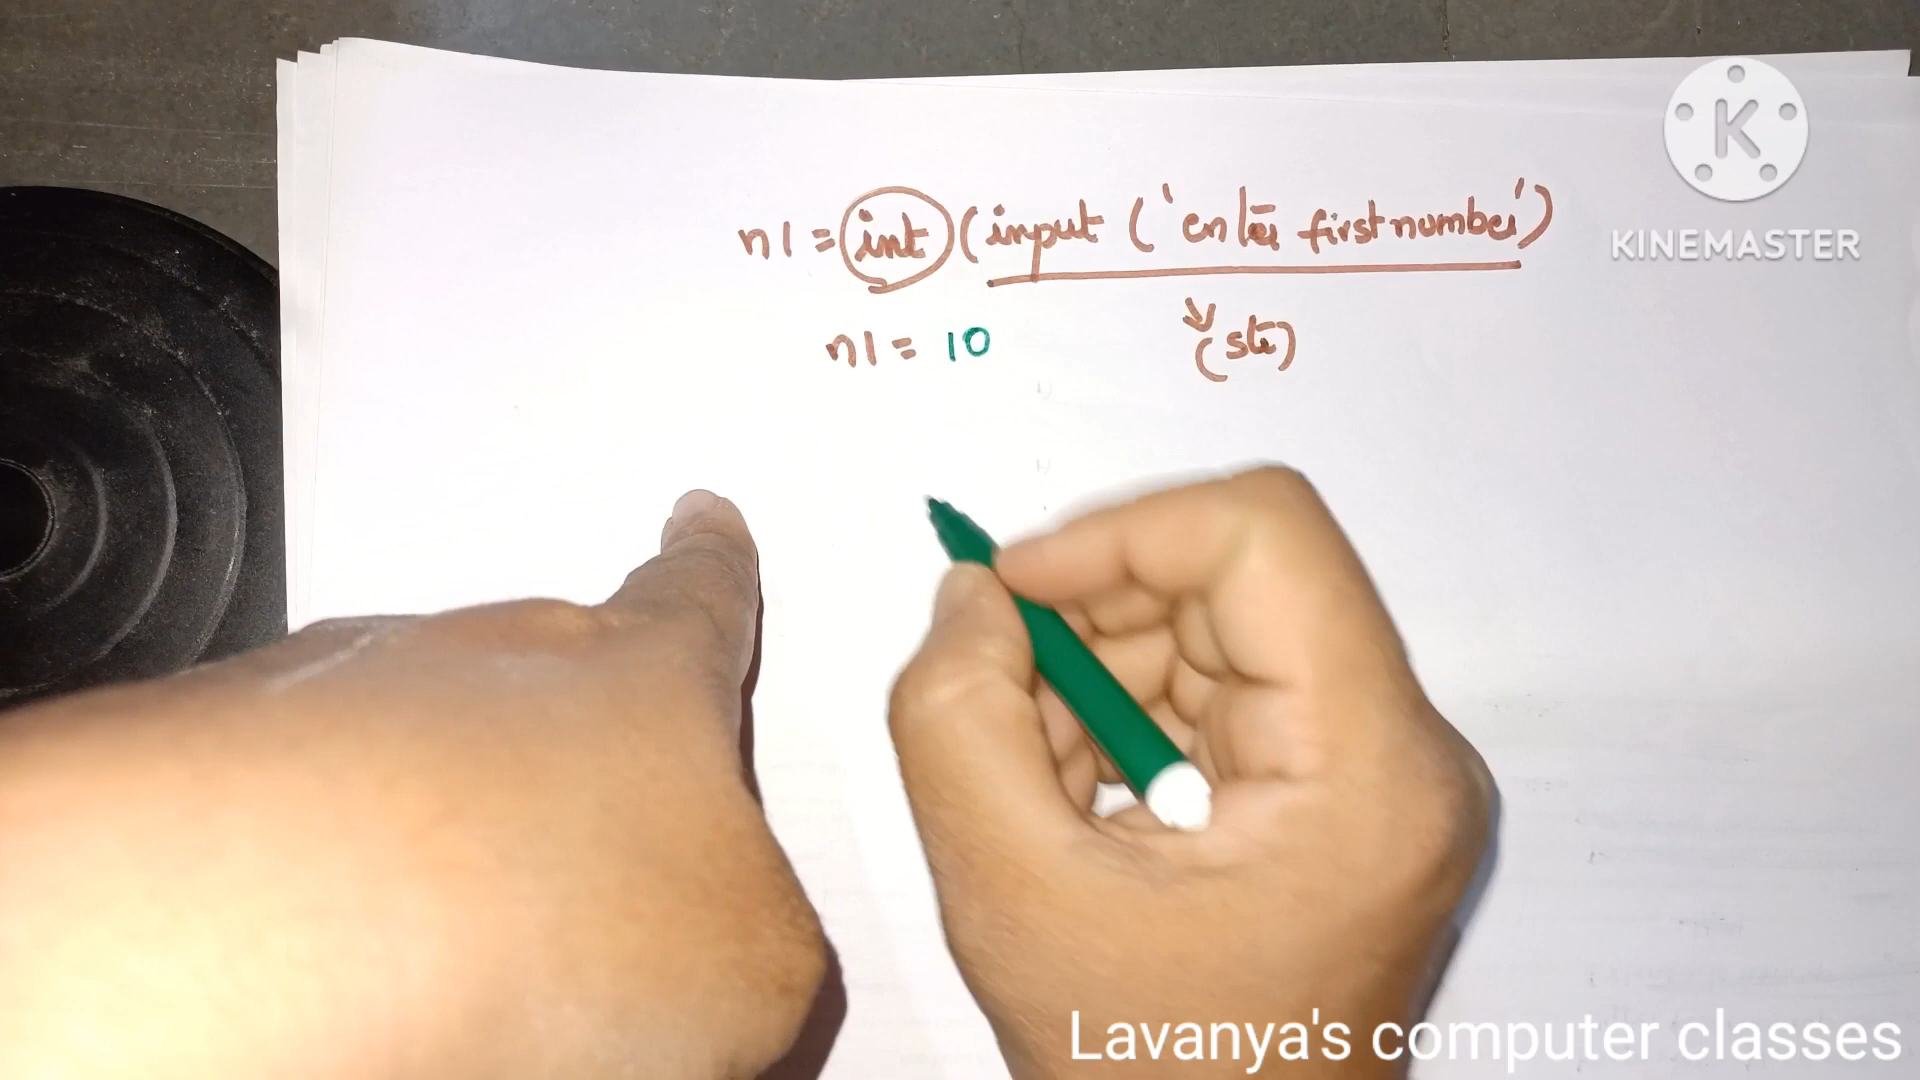 n1 = int (input ('enter first number')
n1 = 10
(str)
KINEMASTER
Lavanya's computer classes